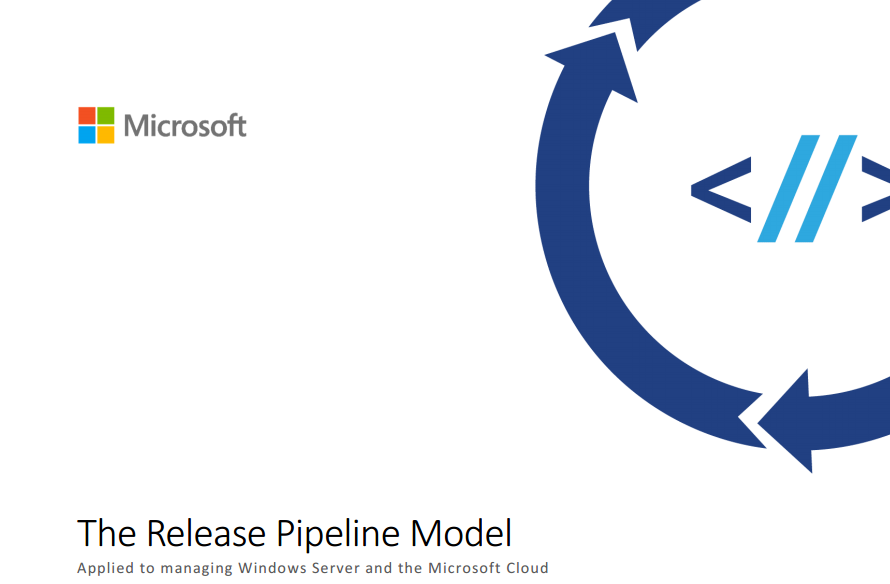 Microsoft
<//>
The Release Pipeline Model
Applied to managing Windows Server and the Microsoft Cloud